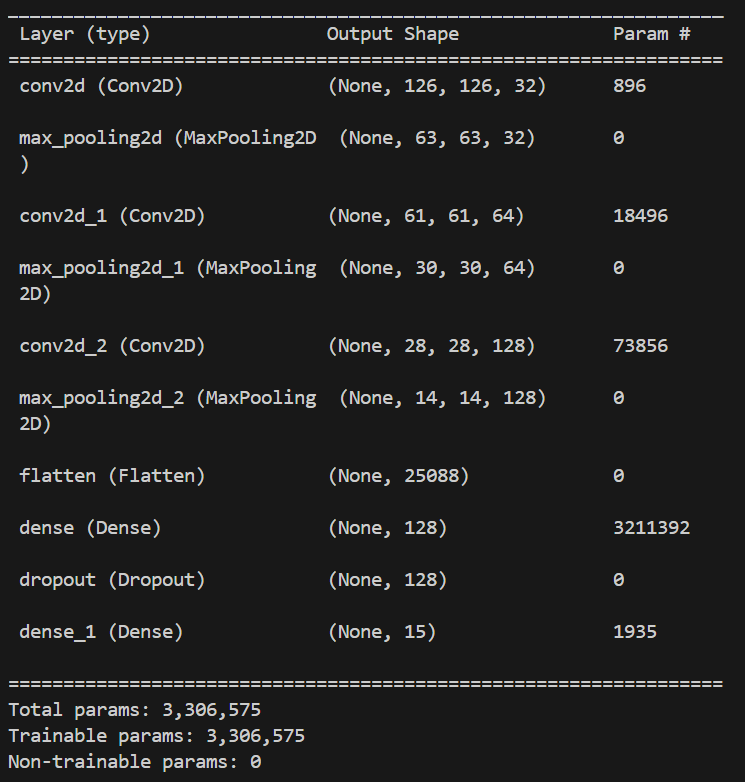 _________________________________________________________________
Layer (type)                Output Shape              Param #
=================================================================
conv2d (Conv2D)             (None, 126, 126, 32)      896
max_pooling2d (MaxPooling2D  (None, 63, 63, 32)       0
)
conv2d_1 (Conv2D)           (None, 61, 61, 64)        18496
max_pooling2d_1 (MaxPooling  (None, 30, 30, 64)       0
2D)
conv2d_2 (Conv2D)           (None, 28, 28, 128)       73856
max_pooling2d_2 (MaxPooling  (None, 14, 14, 128)      0
2D)
flatten (Flatten)           (None, 25088)             0
dense (Dense)               (None, 128)               3211392
dropout (Dropout)           (None, 128)               0
dense_1 (Dense)             (None, 15)                1935
=================================================================
Total params: 3,306,575
Trainable params: 3,306,575
Non-trainable params: 0